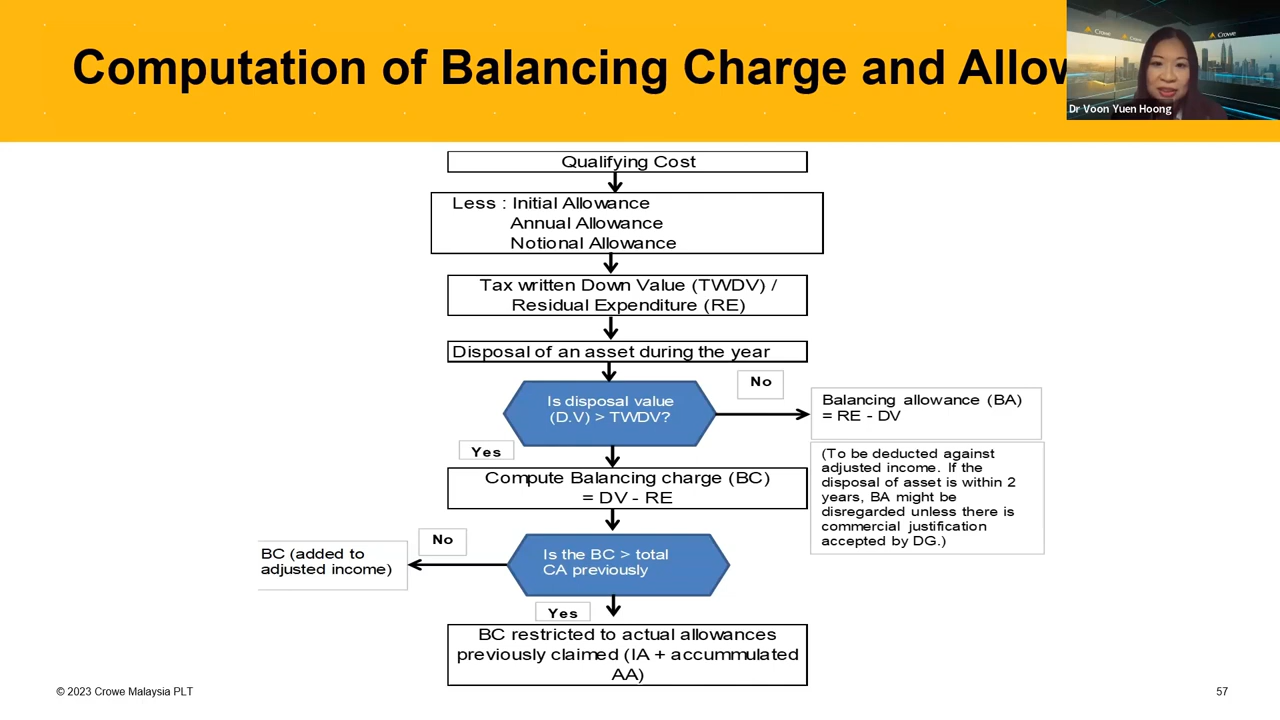 Computation of Balancing Charge and Allow
Crowe
Crowe
Crowe
Dr Voon Yuen Hoong
Qualifying Cost
Less : Initial Allowance
Annual Allowance
Notional Allowance
Tax written Down Value (TWDV) /
Residual Expenditure (RE)
Disposal of an asset during the year
Is disposal value
(D.V) > TWDV?
No
Balancing allowance (BA)
= RE - DV
(To be deducted against
adjusted income. If the
disposal of asset is within 2
years, BA might be
disregarded unless there is
commercial justification
accepted by DG.)
Yes
Compute Balancing charge (BC)
= DV - RE
Is the BC > total
CA previously
No
BC (added to
adjusted income)
Yes
BC restricted to actual allowances
previously claimed (IA + accummulated
AA)
© 2023 Crowe Malaysia PLT
57